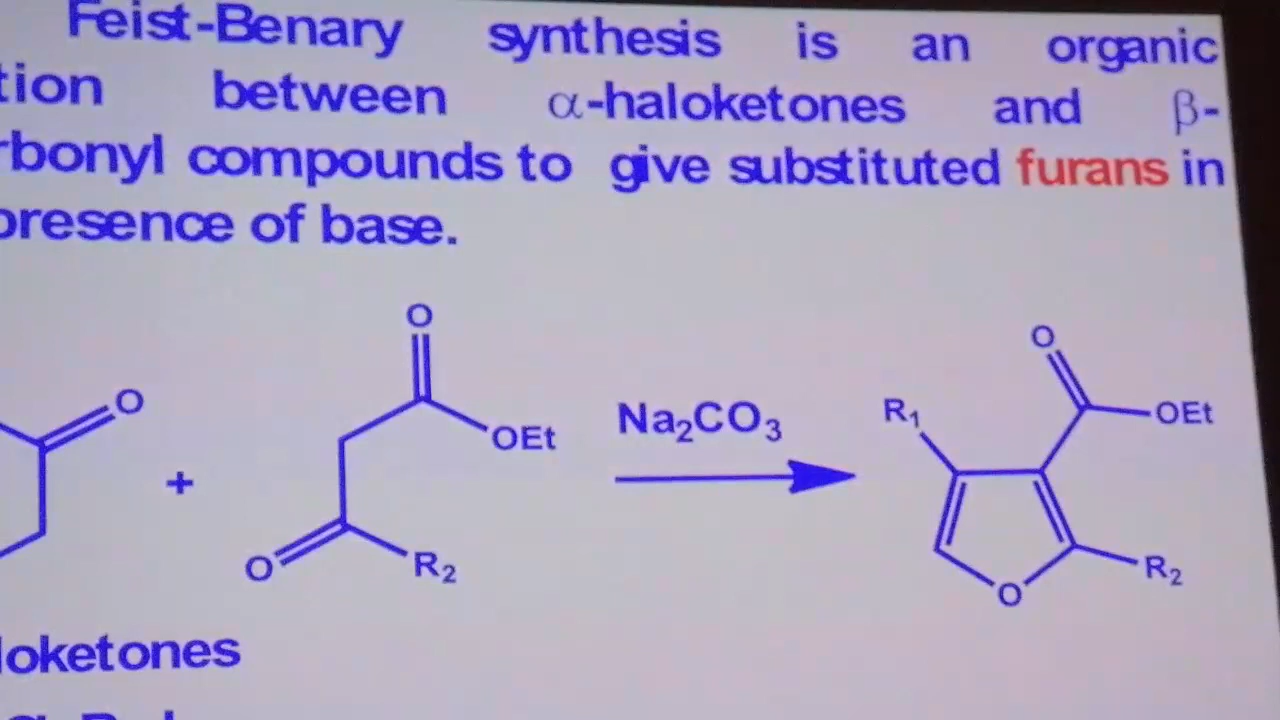 Feist-Benary synthesis is an organic
tion between α-haloketones and β-
rbonyl compounds to give substituted furans in
presence of base.
O
O
R₁
O
+
OEt
Na₂CO₃
OEt
O
R₂
O
R₂
loketones